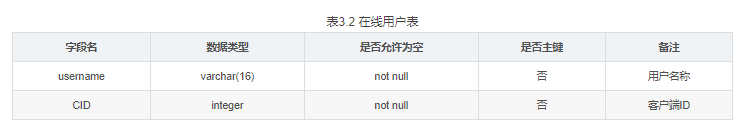 表3.2 在线用户表
字段名 数据类型 是否允许为空 是否主键 备注
username varchar(16) not null 否 用户名称
CID integer not null 否 客户端ID